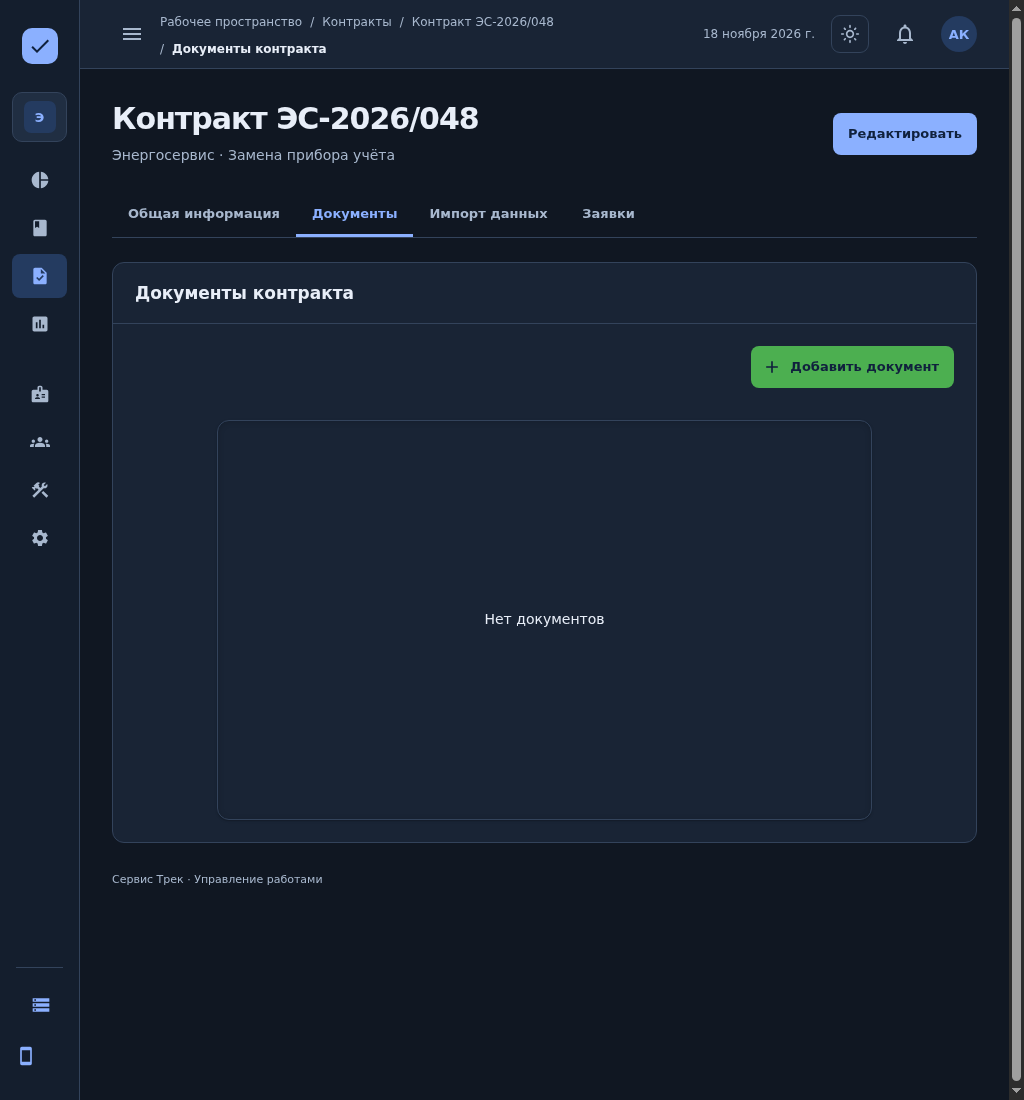 Рабочее пространство / Контракты / Контракт ЭС-2026/048
/ Документы контракта
18 ноября 2026 г.
АК
Э
Контракт ЭС-2026/048
Энергосервис · Замена прибора учёта
Редактировать
Общая информация Документы Импорт данных Заявки
Документы контракта
Добавить документ
Нет документов
Сервис Трек · Управление работами